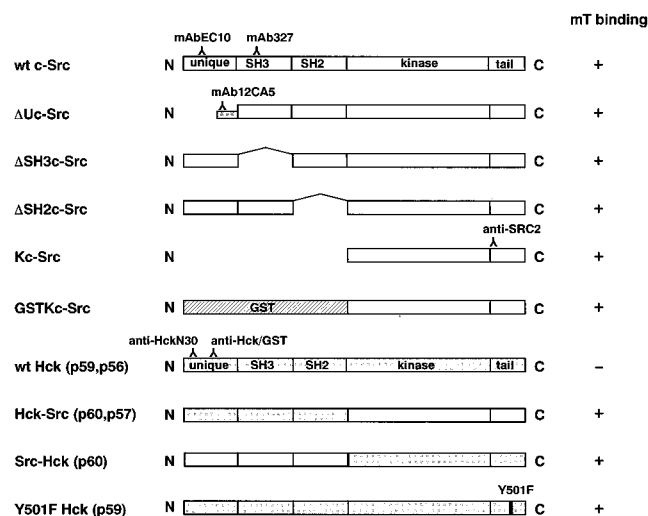 mT binding
mAbEC10 mAb327
wt c-Src N unique SH3 SH2 kinase tail C +
mAb12CA5
ΔUc-Src N C +
ΔSH3c-Src N C +
ΔSH2c-Src N C +
anti-SRC2
Kc-Src N C +
GSTKc-Src N GST C +
anti-HckN30 anti-Hck/GST
wt Hck (p59,p56) N unique SH3 SH2 kinase tail C –
Hck-Src (p60,p57) N C +
Src-Hck (p60) N C +
Y501F
Y501F Hck (p59) N C +